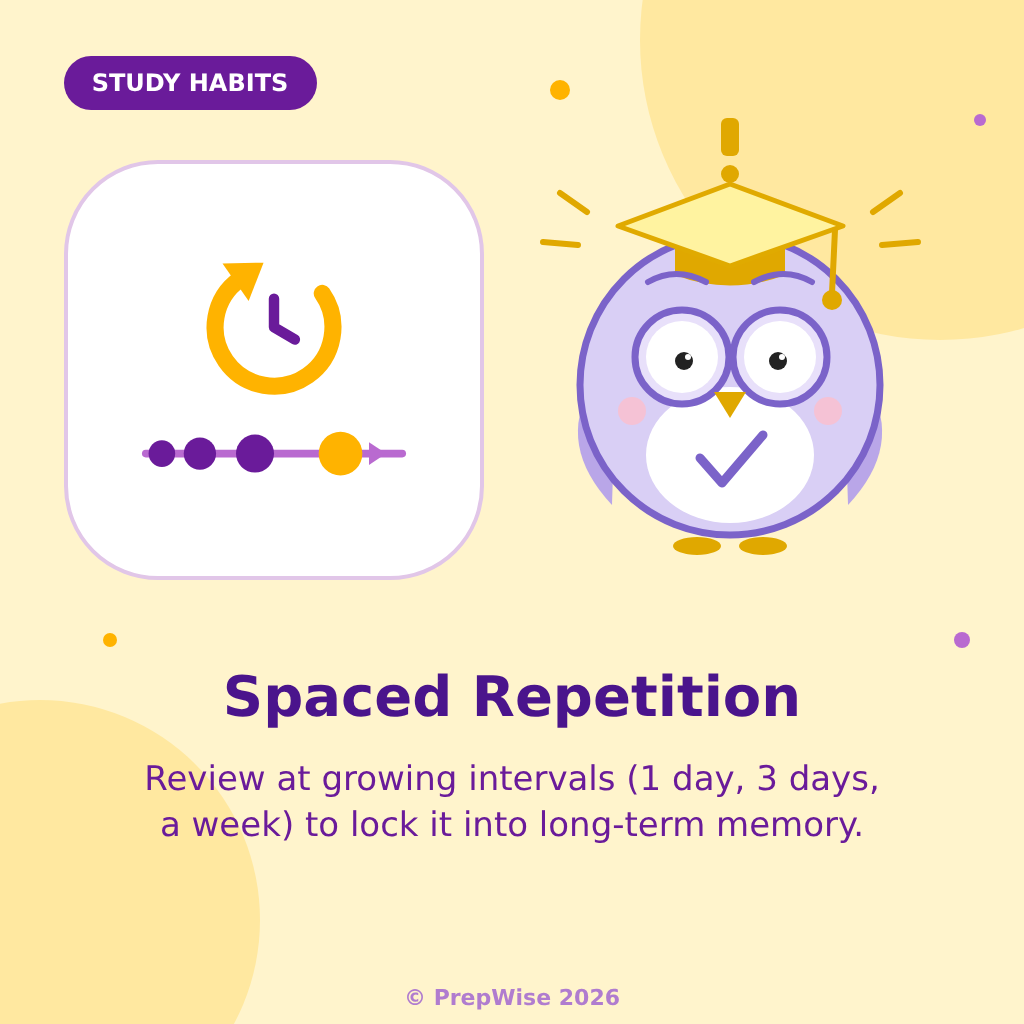 STUDY HABITS
Spaced Repetition
Review at growing intervals (1 day, 3 days,
a week) to lock it into long-term memory.
© PrepWise 2026